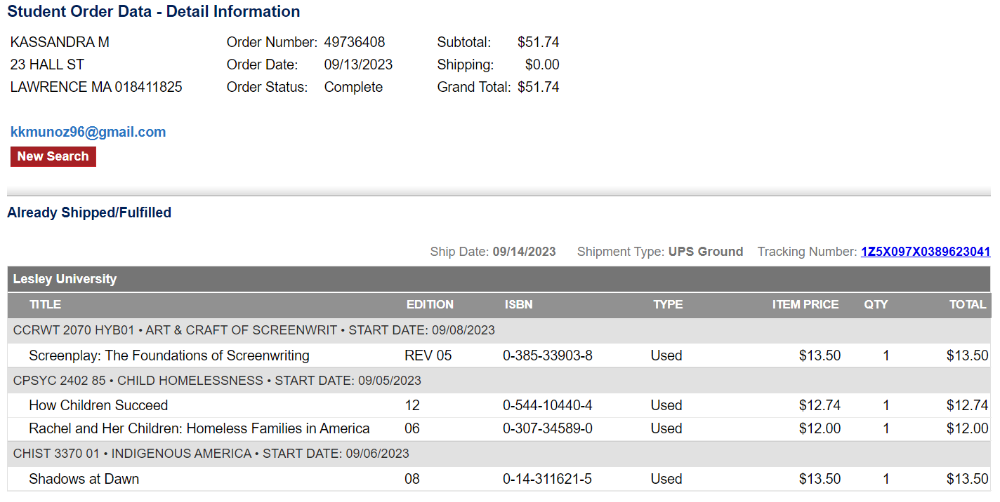 Student Order Data - Detail Information
KASSANDRA M Order Number: 49736408 Subtotal: $51.74
23 HALL ST Order Date: 09/13/2023 Shipping: $0.00
LAWRENCE MA 018411825 Order Status: Complete Grand Total: $51.74
kkmunoz96@gmail.com
New Search
Already Shipped/Fulfilled
Ship Date: 09/14/2023 Shipment Type: UPS Ground Tracking Number: 1Z5X097X0389623041
Lesley University
TITLE EDITION ISBN TYPE ITEM PRICE QTY TOTAL
CCRWT 2070 HYB01 • ART & CRAFT OF SCREENWRIT • START DATE: 09/08/2023
Screenplay: The Foundations of Screenwriting REV 05 0-385-33903-8 Used $13.50 1 $13.50
CPSYC 2402 85 • CHILD HOMELESSNESS • START DATE: 09/05/2023
How Children Succeed 12 0-544-10440-4 Used $12.74 1 $12.74
Rachel and Her Children: Homeless Families in America 06 0-307-34589-0 Used $12.00 1 $12.00
CHIST 3370 01 • INDIGENOUS AMERICA • START DATE: 09/06/2023
Shadows at Dawn 08 0-14-311621-5 Used $13.50 1 $13.50